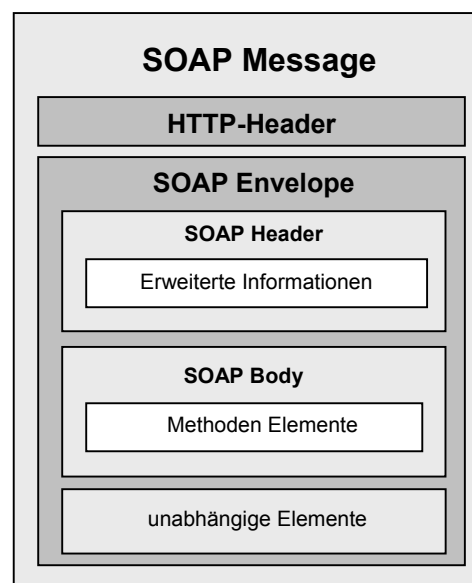 SOAP Message
HTTP-Header
SOAP Envelope
SOAP Header
Erweiterte Informationen
SOAP Body
Methoden Elemente
unabhängige Elemente